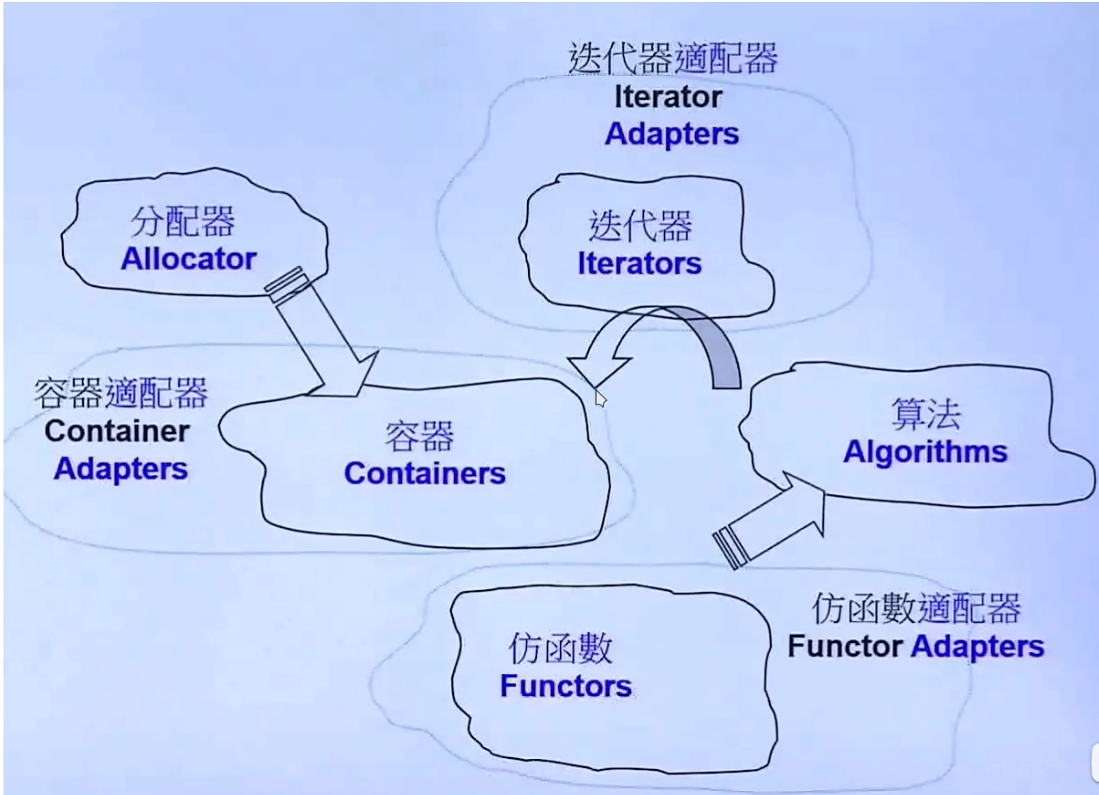 迭代器適配器
Iterator
Adapters
分配器
Allocator
迭代器
Iterators
容器適配器
Container
Adapters
容器
Containers
算法
Algorithms
仿函數
Functors
仿函數適配器
Functor Adapters